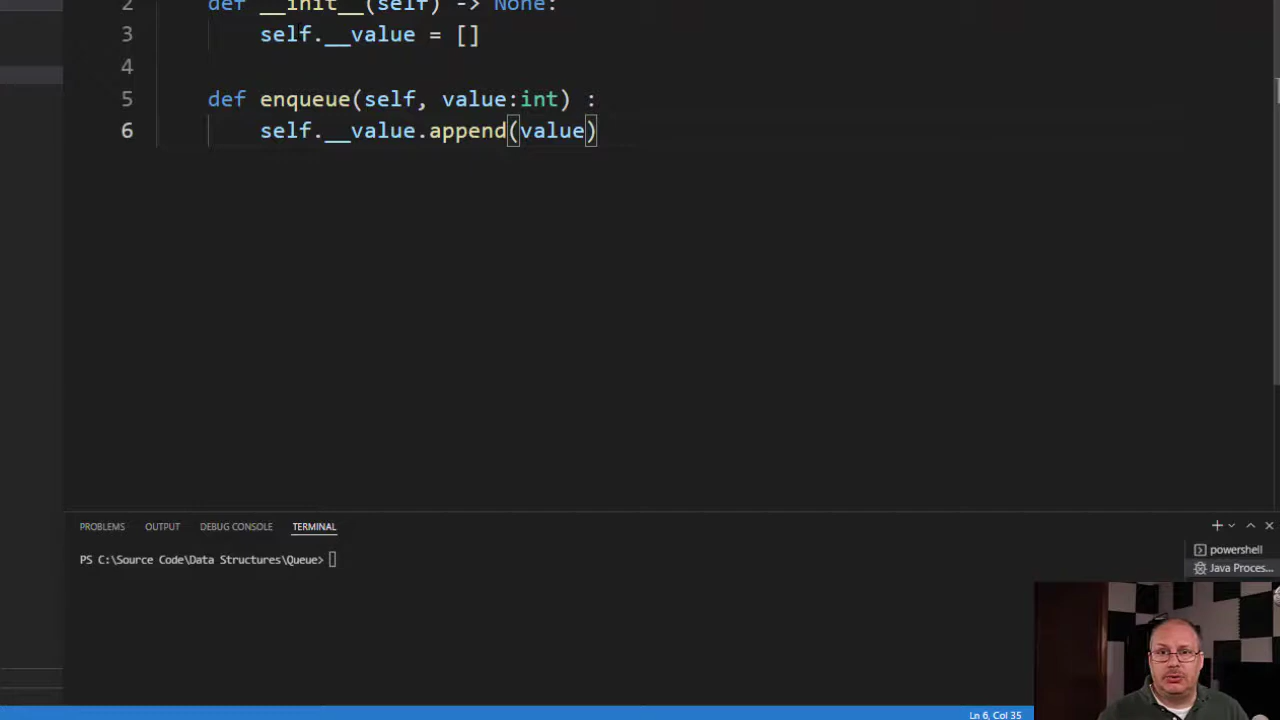 2 def __init__(self) -> None:
3 self.__value = []
4
5 def enqueue(self, value:int) :
6 self.__value.append(value)
PROBLEMS OUTPUT DEBUG CONSOLE TERMINAL
PS C:\Source Code\Data Structures\Queue>
powershell
Java Proces...
Ln 6, Col 35